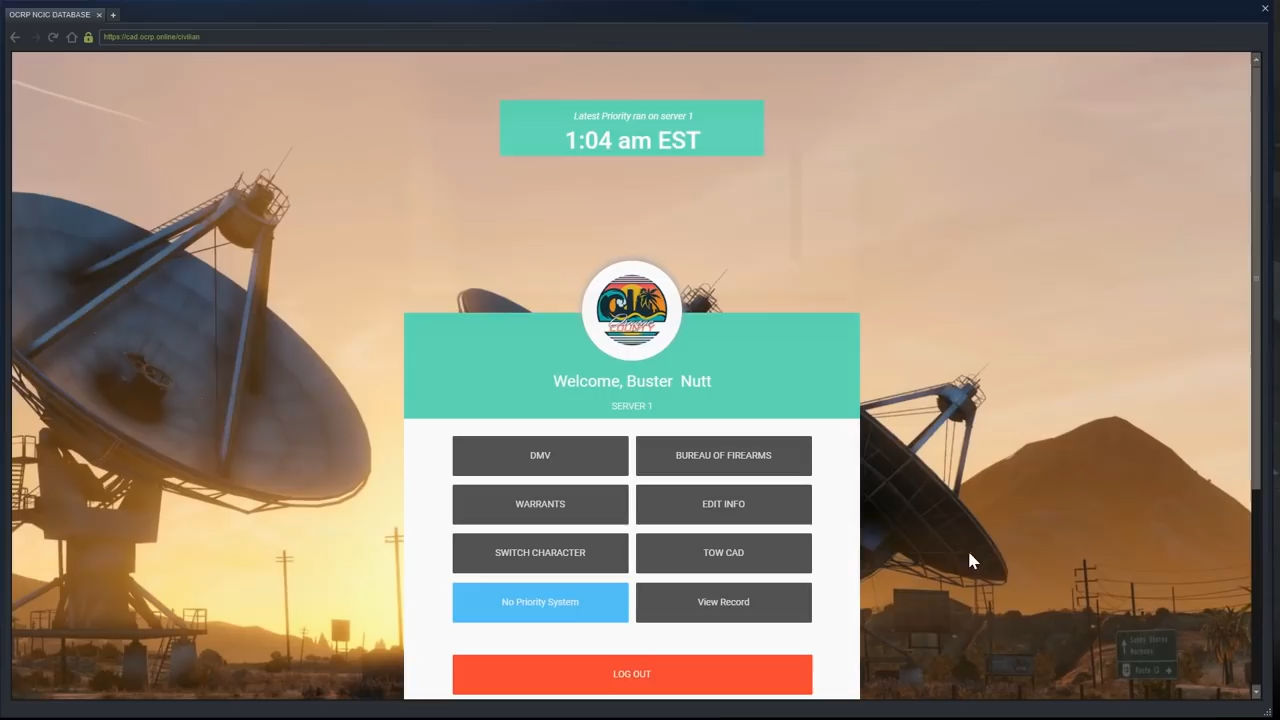 OCRP NCIC DATABASE
https://cad.ocrp.online/civilian
Latest Priority ran on server 1
1:04 am EST
Welcome, Buster Nutt
SERVER 1
DMV
BUREAU OF FIREARMS
WARRANTS
EDIT INFO
SWITCH CHARACTER
TOW CAD
No Priority System
View Record
LOG OUT